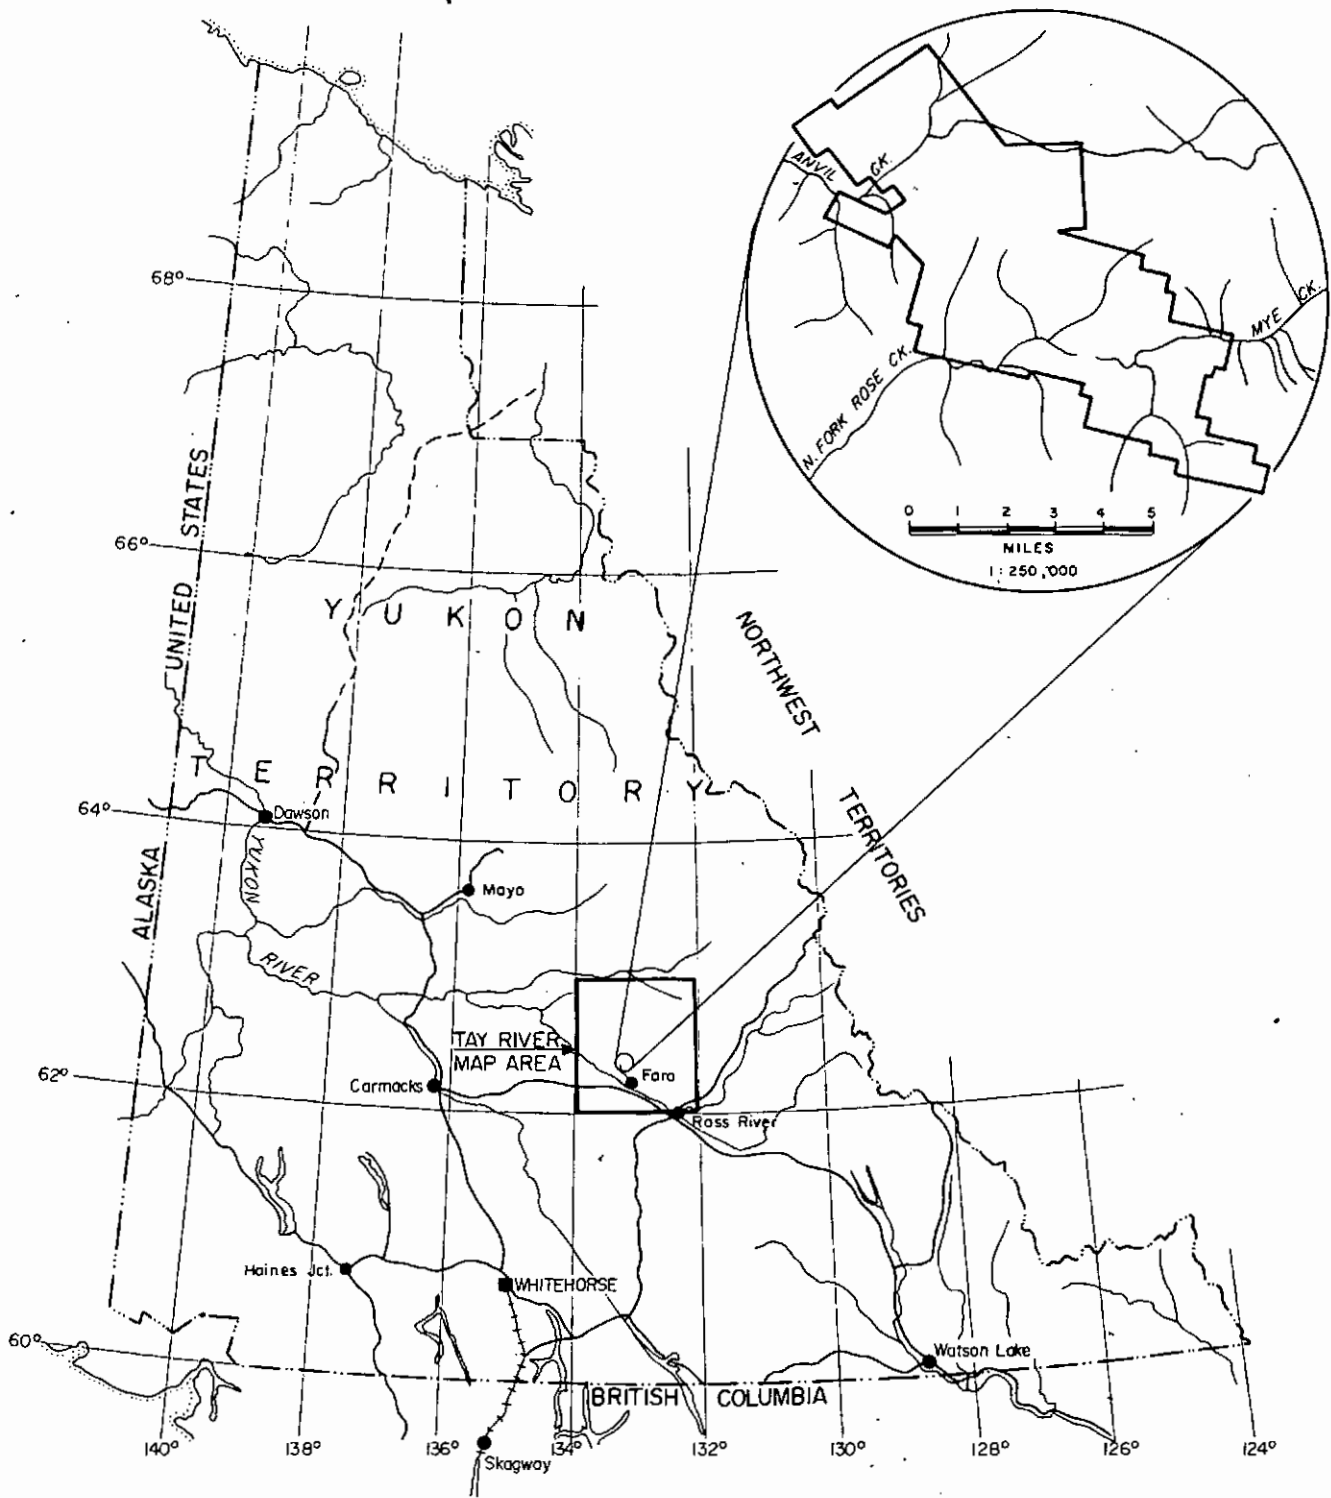 ANVIL CK.
MYE CK.
N. FORK ROSE CK.
0 1 2 3 4 5
MILES
1:250,000
68°
66°
64°
62°
60°
UNITED STATES
ALASKA
YUKON
TERRITORY
NORTHWEST
TERRITORIES
Dawson
YUKON
RIVER
Mayo
TAY RIVER
MAP AREA
Faro
Carmacks
Ross River
Haines Jct.
WHITEHORSE
Watson Lake
BRITISH COLUMBIA
140° 138° 136° 134° 132° 130° 128° 126° 124°
Skagway